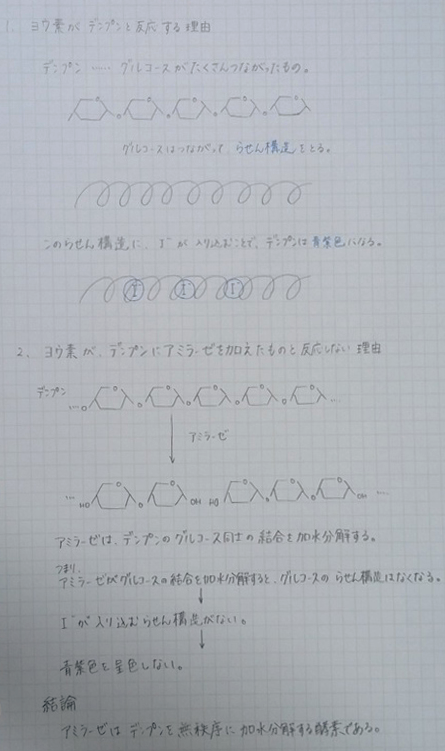 1. ヨウ素がデンプンと反応する理由
デンプン …… グルコースがたくさんつながったもの。
グルコースはつながって、らせん構造をとる。
このらせん構造に、I⁻が入り込むことで、デンプンは青紫色になる。
I I I
2. ヨウ素が、デンプンにアミラーゼを加えたものと反応しない理由
デンプン
アミラーゼ
HO OH HO OH
アミラーゼは、デンプンのグルコース同士の結合を加水分解する。
つまり、
アミラーゼがグルコースの結合を加水分解すると、グルコースのらせん構造はなくなる。
I⁻が入り込むらせん構造がない。
青紫色を呈色しない。
結論
アミラーゼはデンプンを無秩序に加水分解する酵素である。